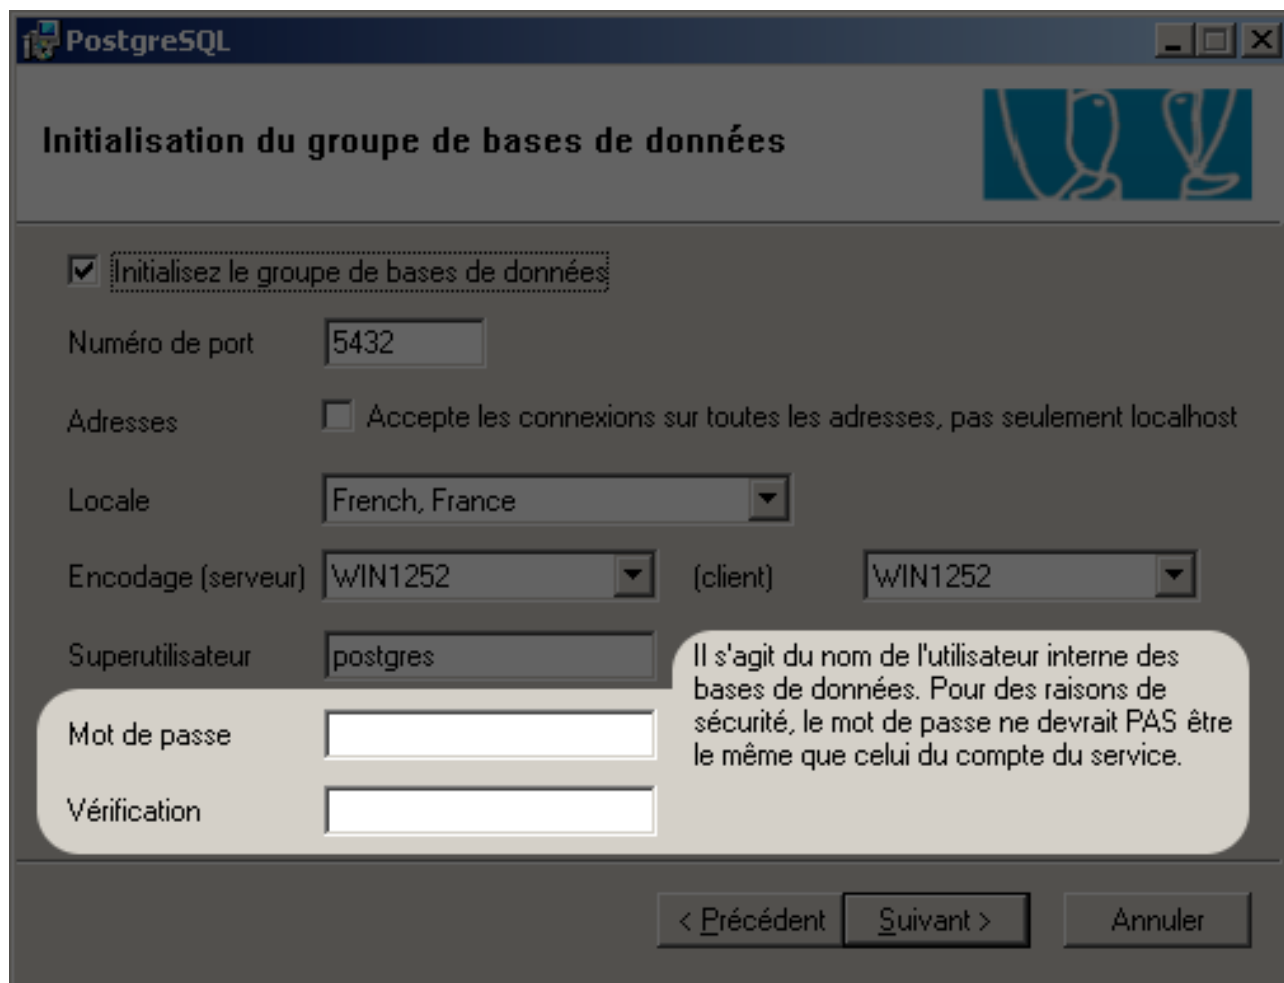 PostgreSQL
Initialisation du groupe de bases de données
Initialisez le groupe de bases de données
Numéro de port 5432
Adresses Accepte les connexions sur toutes les adresses, pas seulement localhost
Locale French, France
Encodage (serveur) WIN1252 (client) WIN1252
Superutilisateur postgres
Il s'agit du nom de l'utilisateur interne des
bases de données. Pour des raisons de
sécurité, le mot de passe ne devrait PAS être
le même que celui du compte du service.
Mot de passe
Vérification
< Précédent Suivant > Annuler